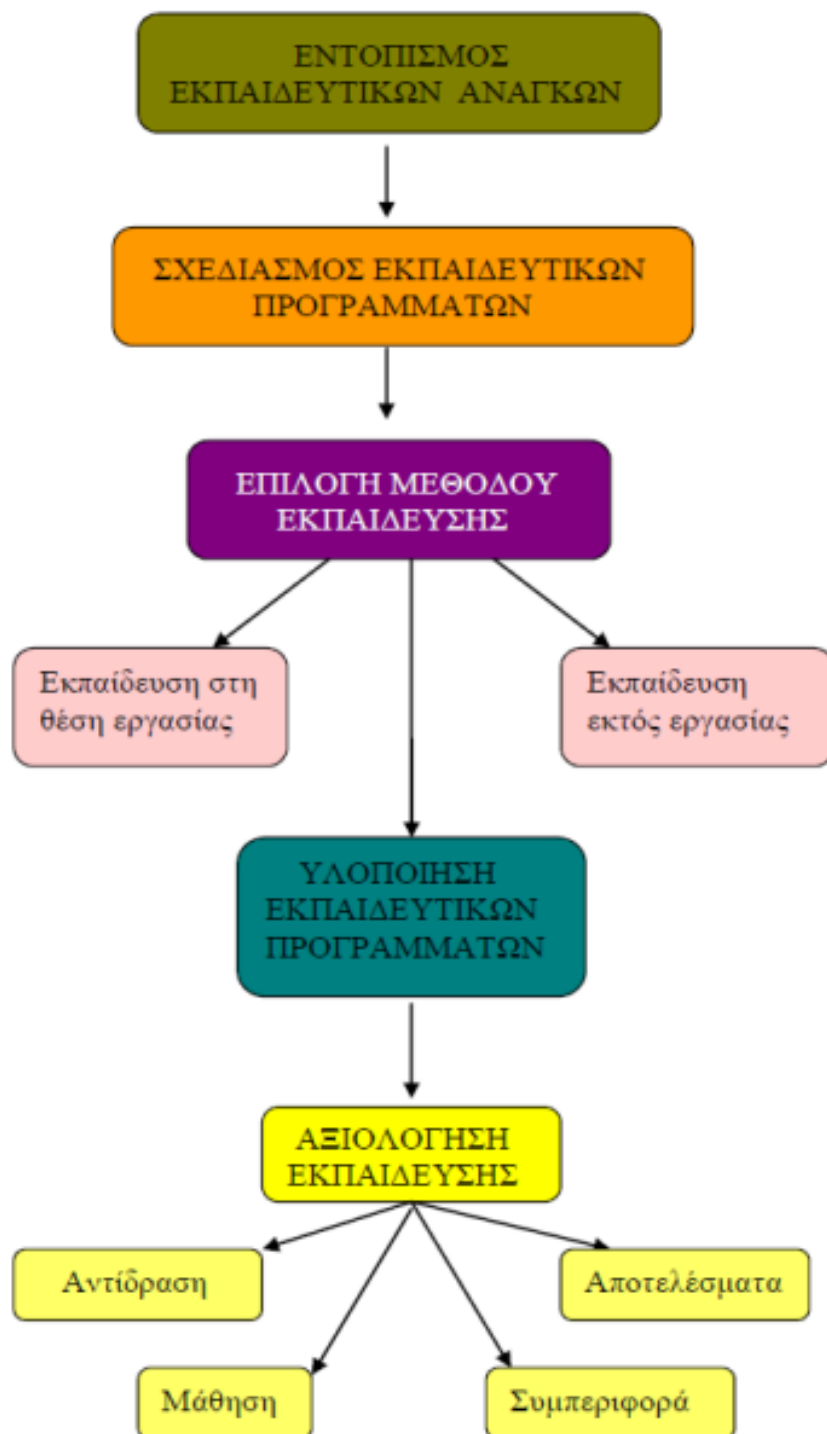 ΕΝΤΟΠΙΣΜΟΣ
ΕΚΠΑΙΔΕΥΤΙΚΩΝ ΑΝΑΓΚΩΝ
ΣΧΕΔΙΑΣΜΟΣ ΕΚΠΑΙΔΕΥΤΙΚΩΝ
ΠΡΟΓΡΑΜΜΑΤΩΝ
ΕΠΙΛΟΓΗ ΜΕΘΟΔΟΥ
ΕΚΠΑΙΔΕΥΣΗΣ
Εκπαίδευση στη
θέση εργασίας
Εκπαίδευση
εκτός εργασίας
ΥΛΟΠΟΙΗΣΗ
ΕΚΠΑΙΔΕΥΤΙΚΩΝ
ΠΡΟΓΡΑΜΜΑΤΩΝ
ΑΞΙΟΛΟΓΗΣΗ
ΕΚΠΑΙΔΕΥΣΗΣ
Αντίδραση
Αποτελέσματα
Μάθηση
Συμπεριφορά